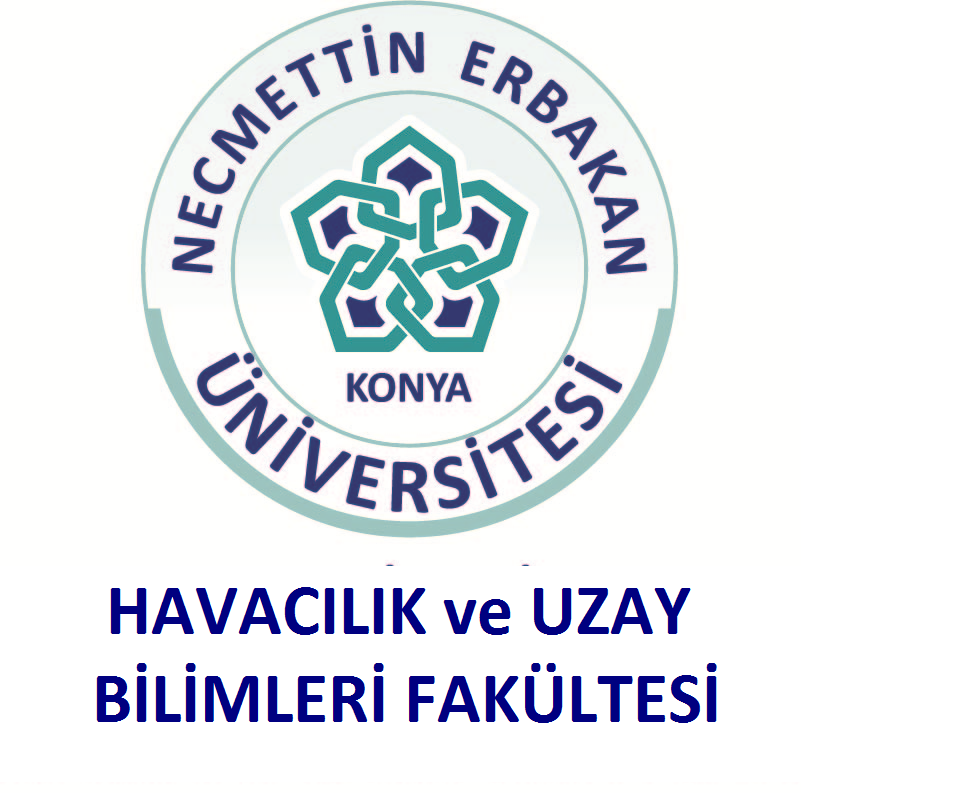 NECMETTİN ERBAKAN
KONYA
ÜNİVERSİTESİ
HAVACILIK ve UZAY
BİLİMLERİ FAKÜLTESİ